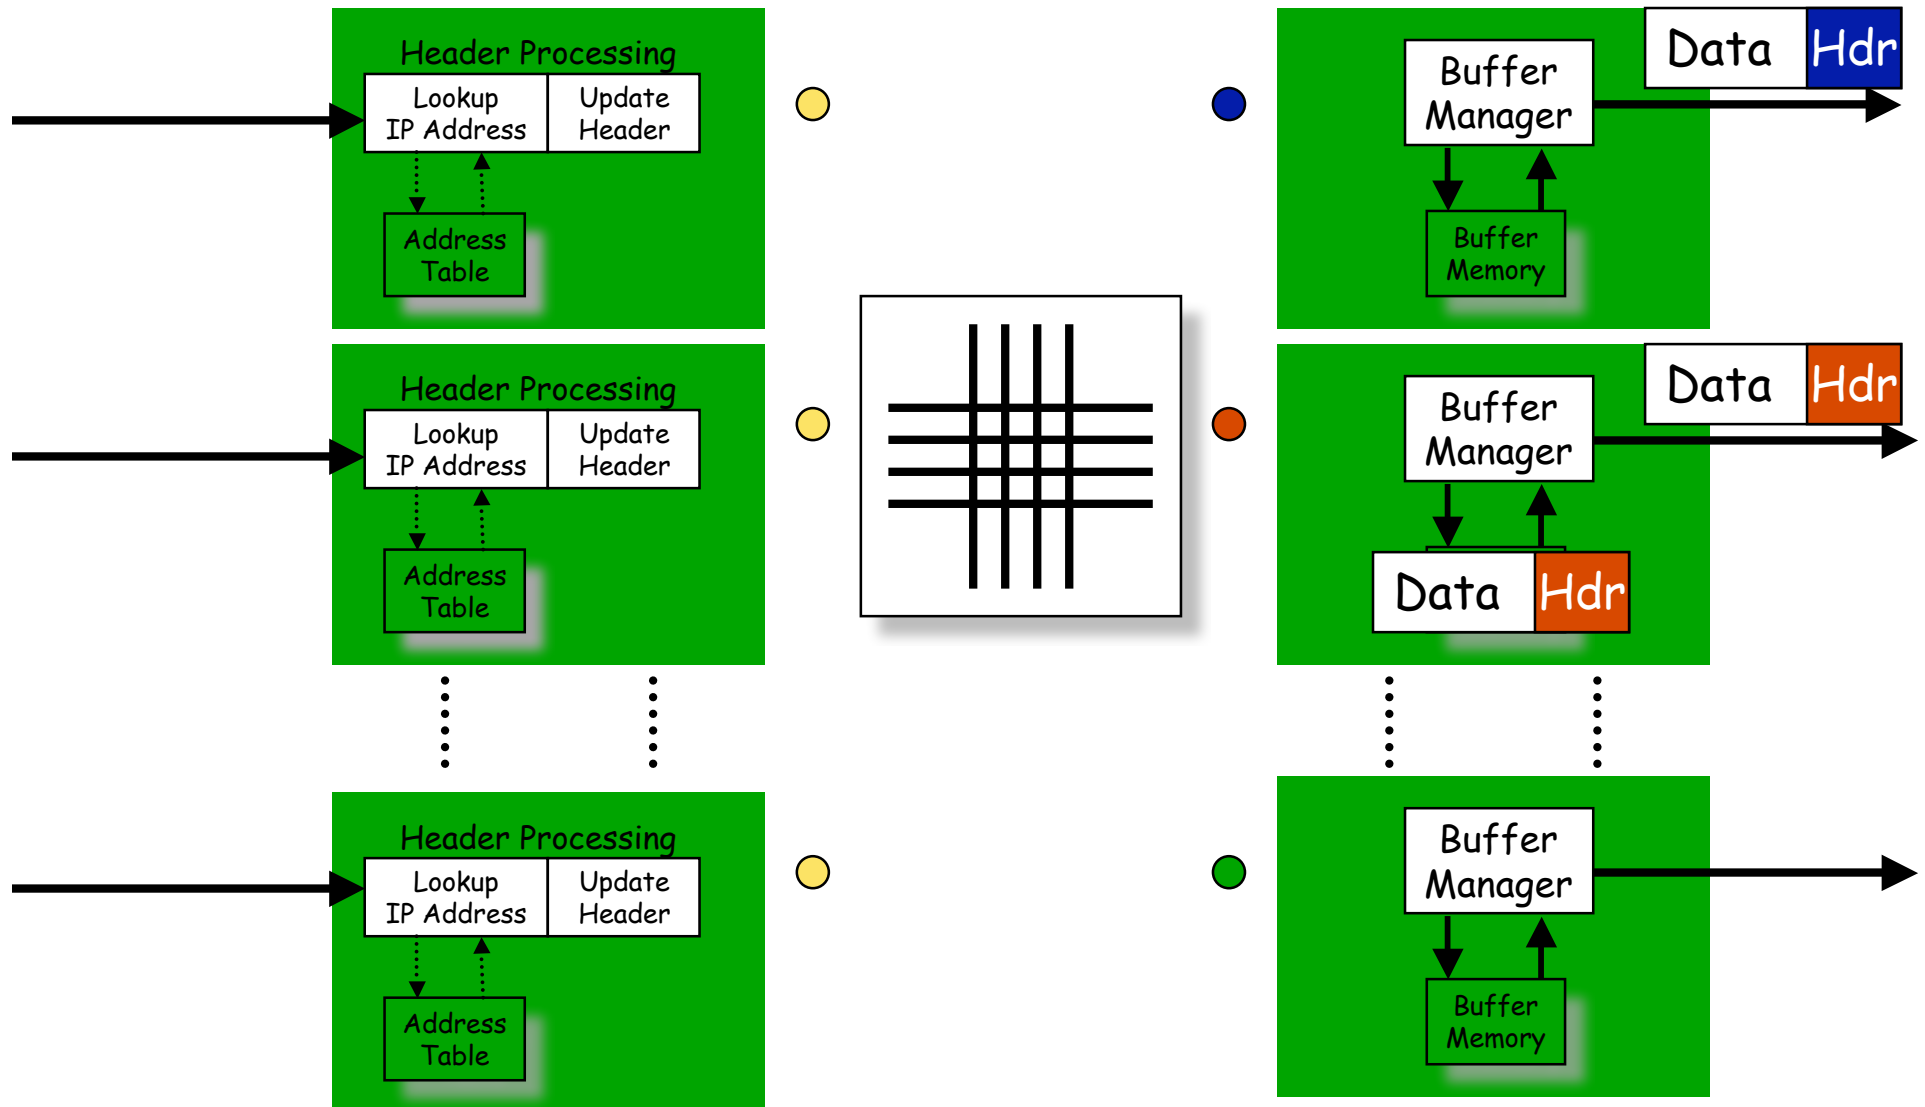 Header Processing
Lookup
IP Address
Update
Header
Address
Table
Buffer
Manager
Buffer
Memory
Data Hdr
Header Processing
Lookup
IP Address
Update
Header
Address
Table
Buffer
Manager
Data Hdr
Data Hdr
Header Processing
Lookup
IP Address
Update
Header
Address
Table
Buffer
Manager
Buffer
Memory